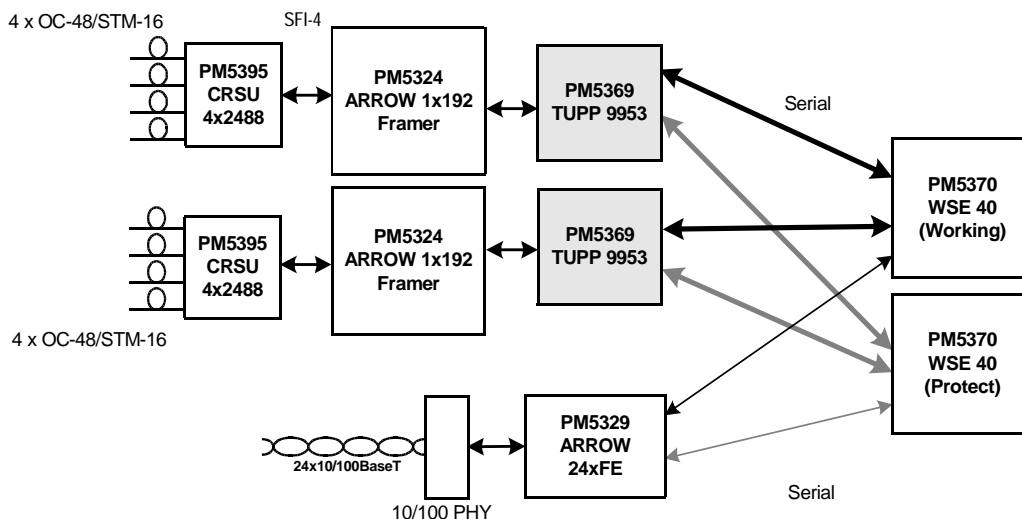 4 x OC-48/STM-16
SFI-4
PM5395
CRSU
4x2488
PM5324
ARROW 1x192
Framer
PM5369
TUPP 9953
Serial
PM5370
WSE 40
(Working)
PM5395
CRSU
4x2488
PM5324
ARROW 1x192
Framer
PM5369
TUPP 9953
4 x OC-48/STM-16
PM5370
WSE 40
(Protect)
24x10/100BaseT
10/100 PHY
PM5329
ARROW
24xFE
Serial